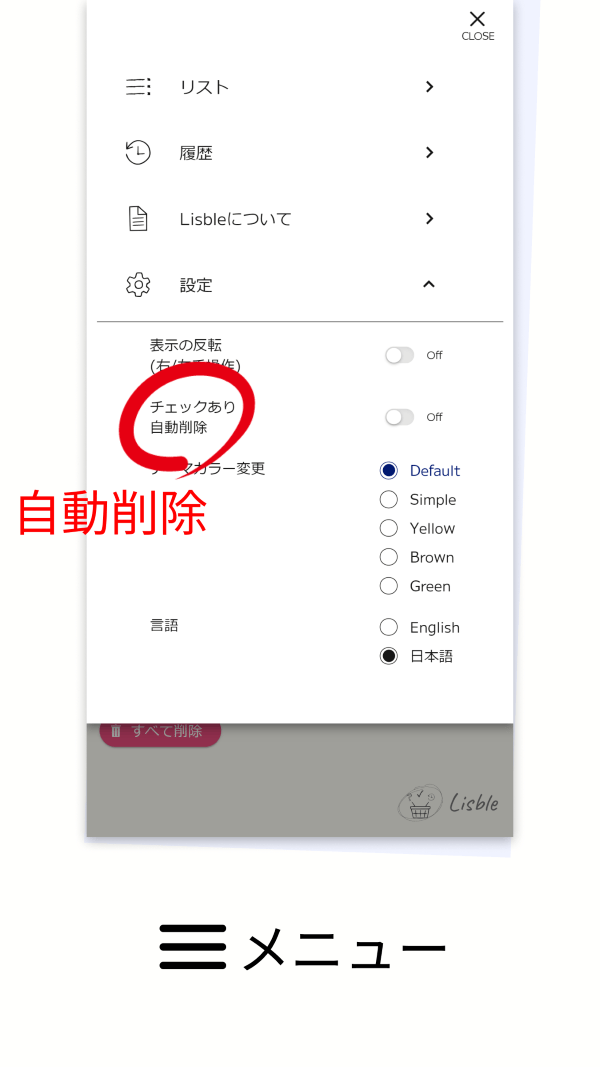 CLOSE
リスト
履歴
Lisbleについて
設定
表示の反転
(右/左手操作)
Off
チェックあり
自動削除
Off
テーマカラー変更
Default
Simple
Yellow
Brown
Green
自動削除
言語
English
日本語
すべて削除
Lisble
メニュー